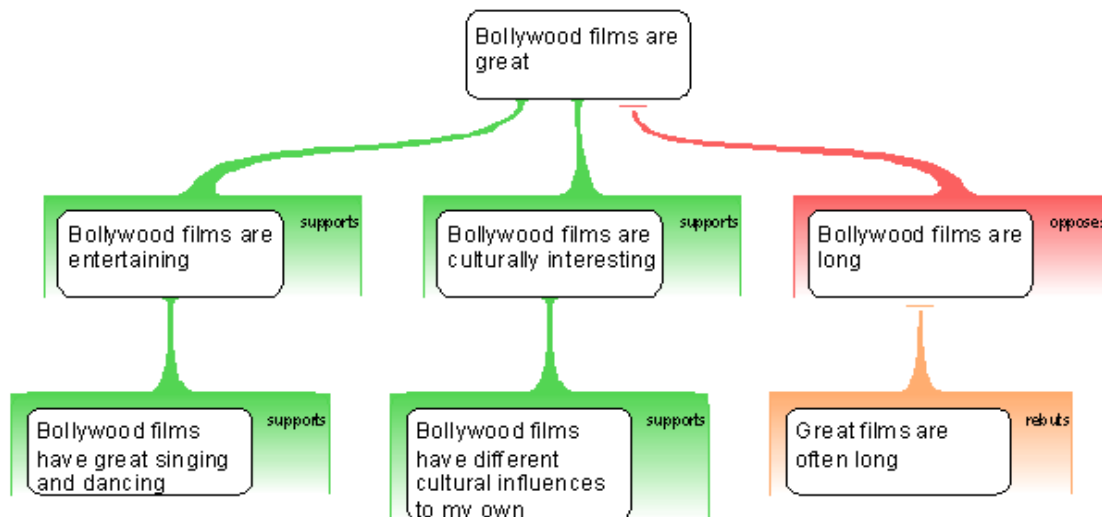 Bollywood films are
great
supports
Bollywood films are
entertaining
supports
Bollywood films are
culturally interesting
opposes
Bollywood films are
long
supports
Bollywood films
have great singing
and dancing
supports
Bollywood films
have different
cultural influences
to my own
rebuts
Great films are
often long